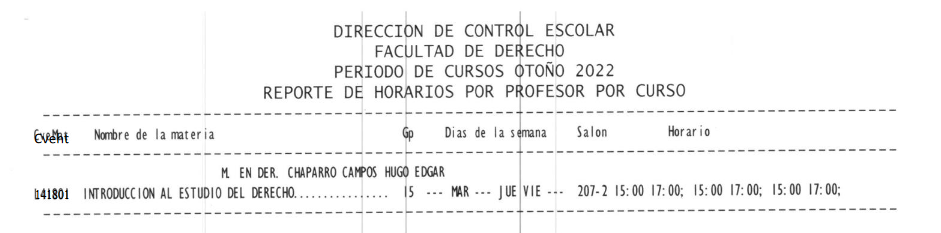 DIRECCION DE CONTROL ESCOLAR
FACULTAD DE DERECHO
PERIODO DE CURSOS OTOÑO 2022
REPORTE DE HORARIOS POR PROFESOR POR CURSO
Nombre de la materia Gp Dias de la semana Salon Horario
M. EN DER. CHAPARRO CAMPOS HUGO EDGAR
141801 INTRODUCCION AL ESTUDIO DEL DERECHO................ 15 --- MAR --- JUE VIE --- 207-2 15:00 17:00; 15:00 17:00; 15:00 17:00;